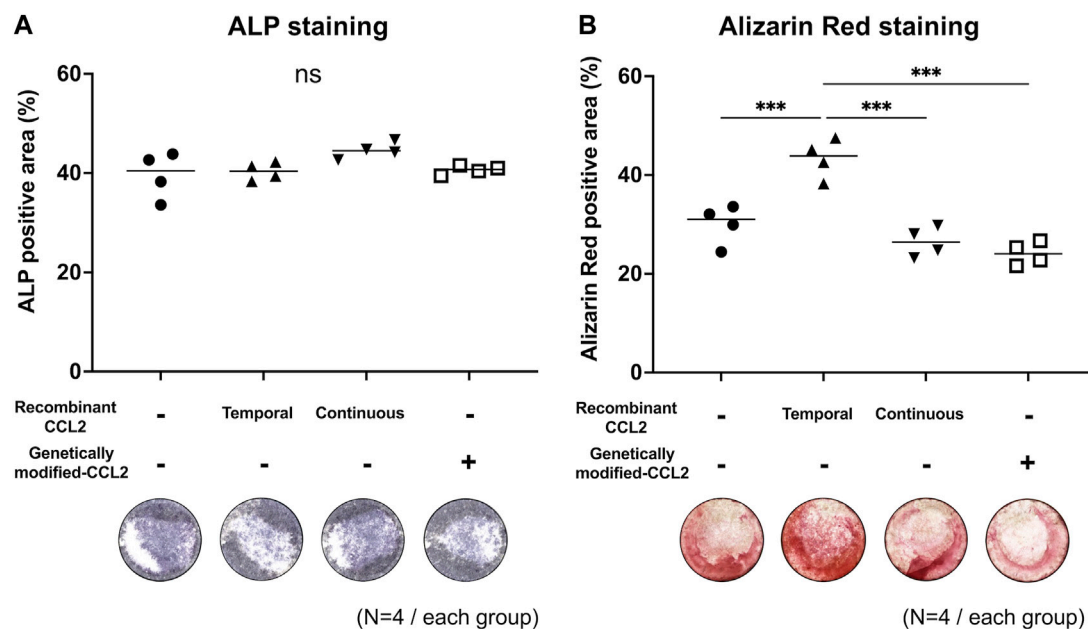 A ALP staining
ALP positive area (%)
60
40
20
0
ns
Recombinant
CCL2
- Temporal Continuous -
Genetically
modified-CCL2
- - - +
(N=4 / each group)
B Alizarin Red staining
Alizarin Red positive area (%)
60
40
20
0
***
*** ***
Recombinant
CCL2
- Temporal Continuous -
Genetically
modified-CCL2
- - - +
(N=4 / each group)